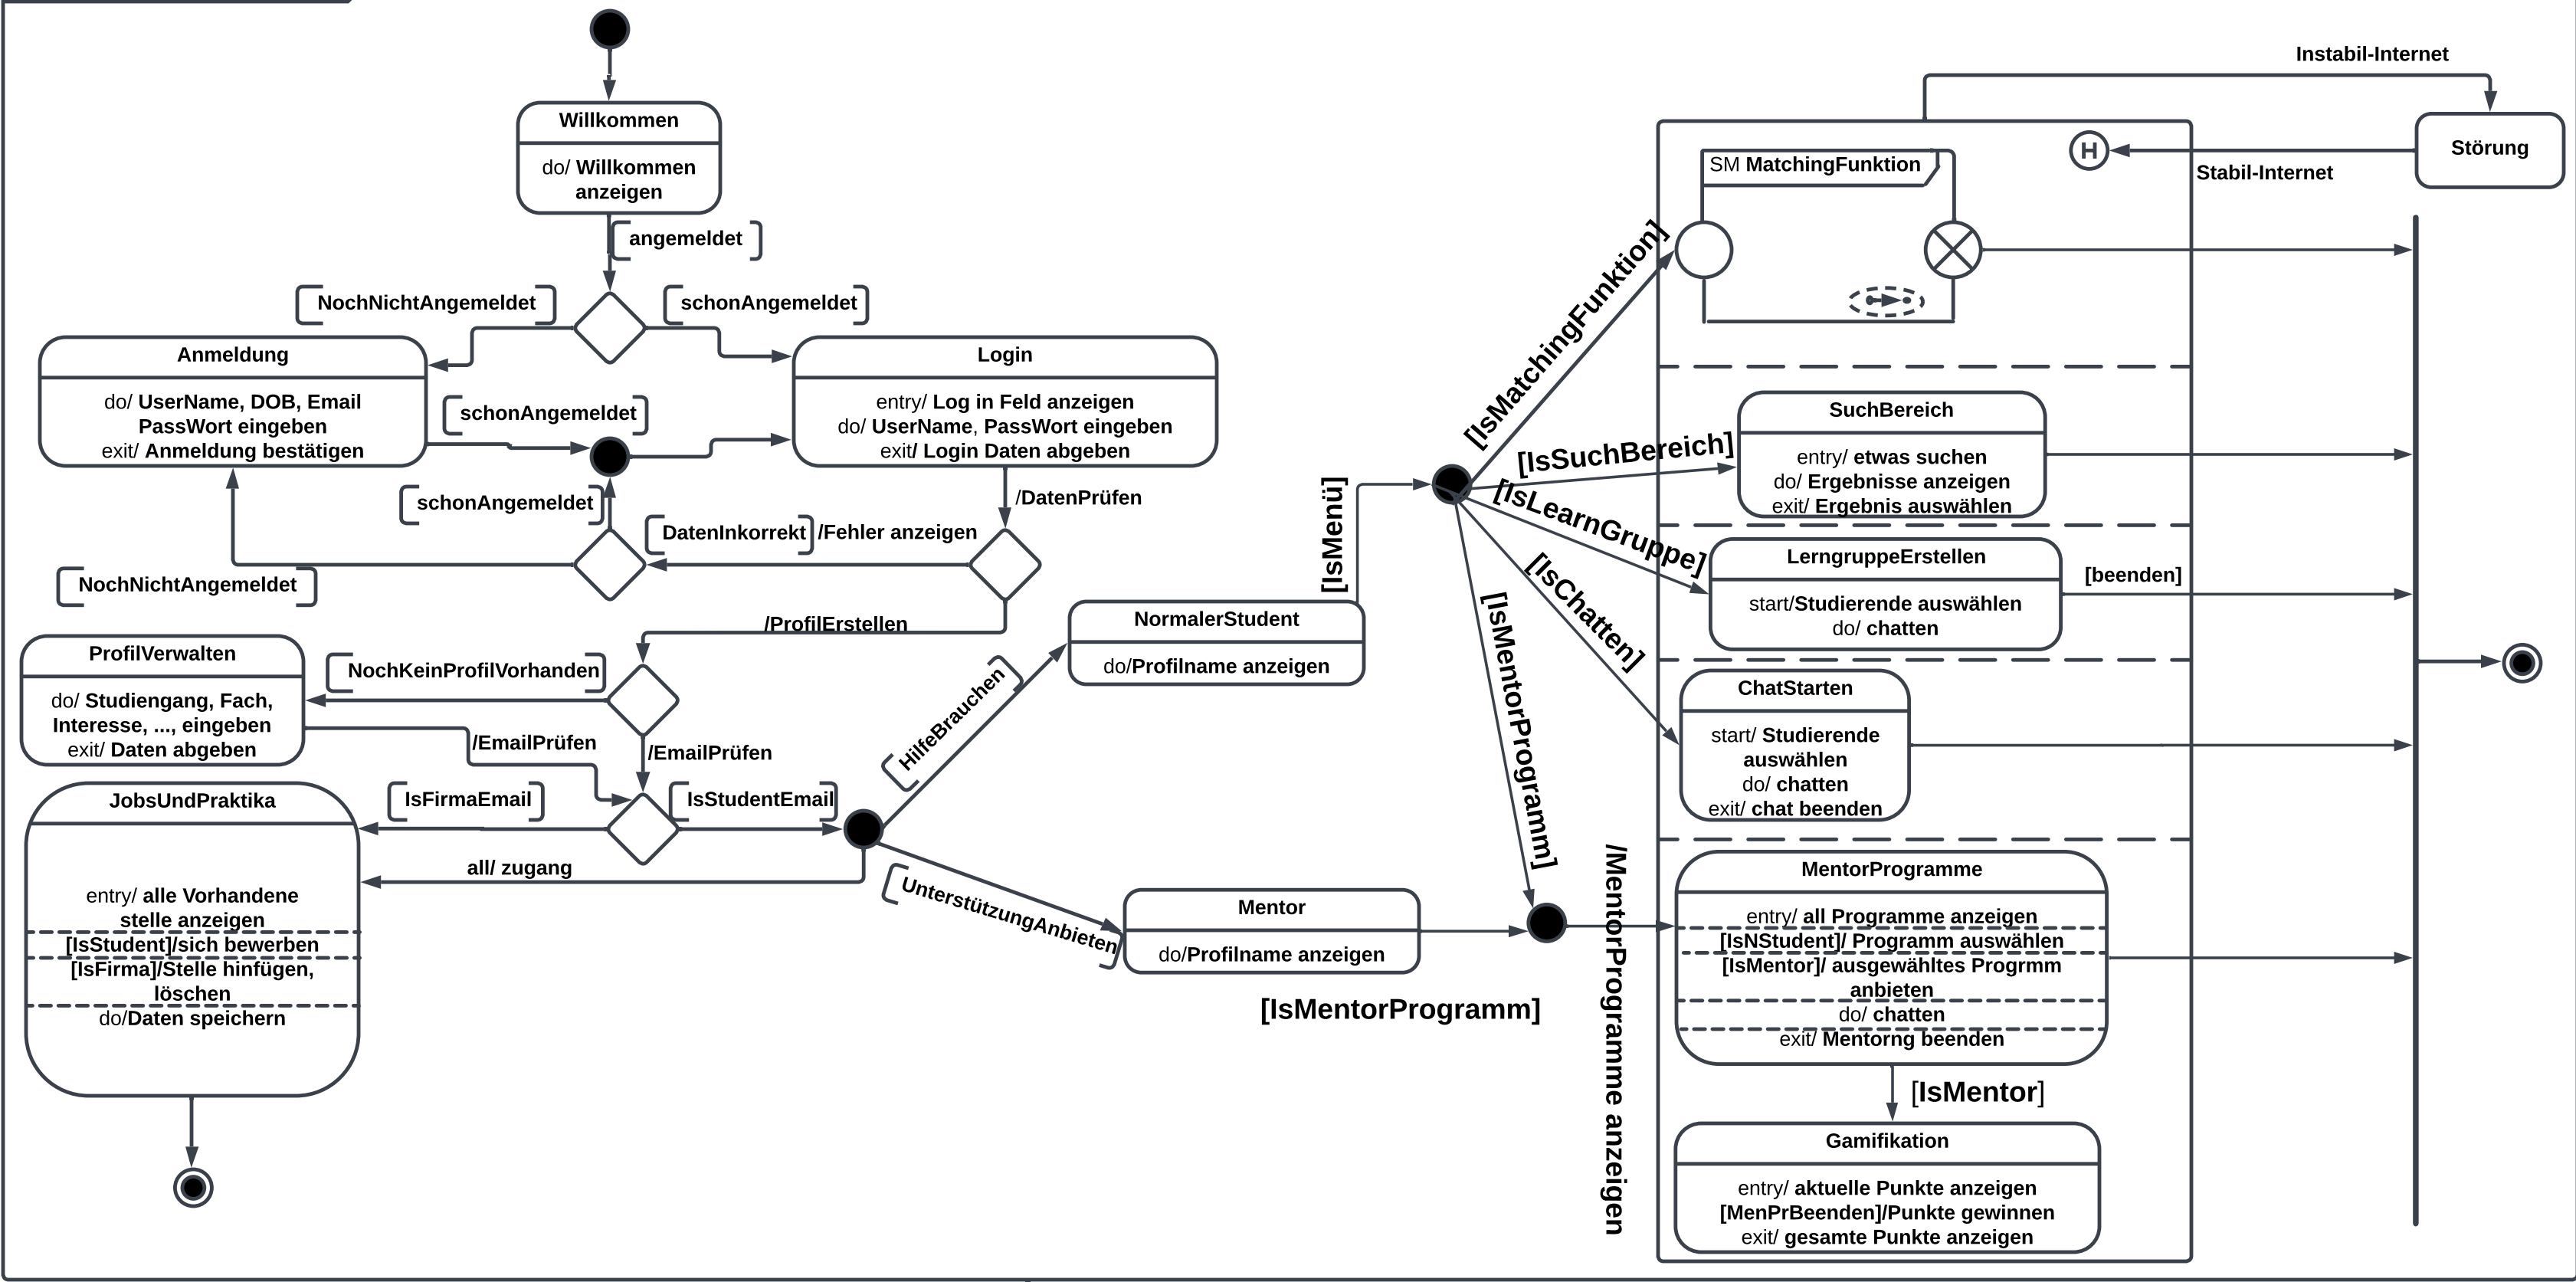 Instabil-Internet
Willkommen
do/ Willkommen
anzeigen
Störung
H
SM MatchingFunktion
Stabil-Internet
[angemeldet]
[NochNichtAngemeldet]
[schonAngemeldet]
[IsMatchingFunktion]
Anmeldung
do/ UserName, DOB, Email
PassWort eingeben
exit/ Anmeldung bestätigen
[schonAngemeldet]
Login
entry/ Log in Feld anzeigen
do/ UserName, PassWort eingeben
exit/ Login Daten abgeben
[schonAngemeldet]
/DatenPrüfen
[DatenInkorrekt] /Fehler anzeigen
[NochNichtAngemeldet]
/ProfilErstellen
[IsSuchBereich]
SuchBereich
entry/ etwas suchen
do/ Ergebnisse anzeigen
exit/ Ergebnis auswählen
[IsMenü]
[IsLearnGruppe]
LerngruppeErstellen
start/Studierende auswählen
do/ chatten
[beenden]
[IsChatten]
[IsMentorProgramm]
NormalerStudent
do/Profilname anzeigen
ProfilVerwalten
do/ Studiengang, Fach,
Interesse, ..., eingeben
exit/ Daten abgeben
[NochKeinProfilVorhanden]
/EmailPrüfen
/EmailPrüfen
[HilfeBrauchen]
ChatStarten
start/ Studierende
auswählen
do/ chatten
exit/ chat beenden
JobsUndPraktika
entry/ alle Vorhandene
stelle anzeigen
[IsStudent]/sich bewerben
[IsFirma]/Stelle hinfügen,
löschen
do/Daten speichern
[IsFirmaEmail]
[IsStudentEmail]
all/ zugang
[UnterstützungAnbieten]
Mentor
do/Profilname anzeigen
[IsMentorProgramm]
/MentorProgramme anzeigen
MentorProgramme
entry/ all Programme anzeigen
[IsNStudent]/ Programm auswählen
[IsMentor]/ ausgewähltes Progrmm
anbieten
do/ chatten
exit/ Mentorng beenden
[IsMentor]
Gamifikation
entry/ aktuelle Punkte anzeigen
[MenPrBeenden]/Punkte gewinnen
exit/ gesamte Punkte anzeigen